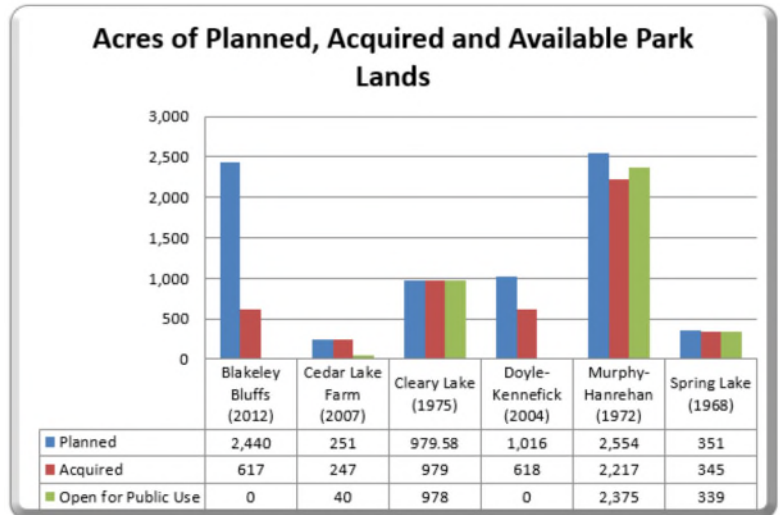 Acres of Planned, Acquired and Available Park
Lands
3,000
2,500
2,000
1,500
1,000
500
0
Blakeley Bluffs (2012)
Cedar Lake Farm (2007)
Cleary Lake (1975)
Doyle-Kennefick (2004)
Murphy-Hanrehan (1972)
Spring Lake (1968)
Planned 2,440 251 979.58 1,016 2,554 351
Acquired 617 247 979 618 2,217 345
Open for Public Use 0 40 978 0 2,375 339